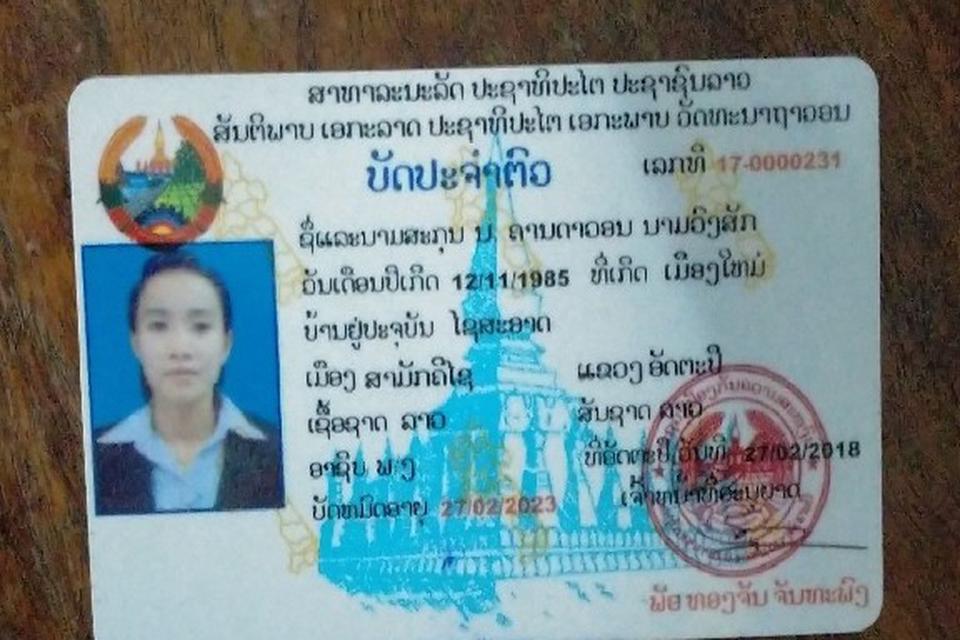 ສາທາລະນະລັດ ປະຊາທິປະໄຕ ປະຊາຊົນລາວ
ສັນຕິພາບ ເອກະລາດ ປະຊາທິປະໄຕ ເອກະພາບ ວັດທະນາຖາວອນ
ບັດປະຈຳຕົວ ເລກທີ 17-0000231
ຊື່ແລະນາມສະກຸນ ນ. ຄານດາວອນ ນາມວົງສັກ
ວັນເດືອນປີເກີດ 12/11/1985 ທີ່ເກີດ ເມືອງໃຫມ່
ບ້ານຢູ່ປະຈຸບັນ ໄຊສະອາດ
ເມືອງ ສາມັກຄີໄຊ ແຂວງ ອັດຕະປື
ເຊື້ອຊາດ ລາວ ສັນຊາດ ລາວ
ອາຊີບ ພ/ງ ທີ່ອັດຕະປື, ວັນທີ 27/02/2018
ບັດຫມົດອາຍຸ 27/02/2023 ເຈົ້າຫນ້າທີ່ອະນຸຍາດ
ພັອ ທອງຈັນ ຈັນທະພົງ